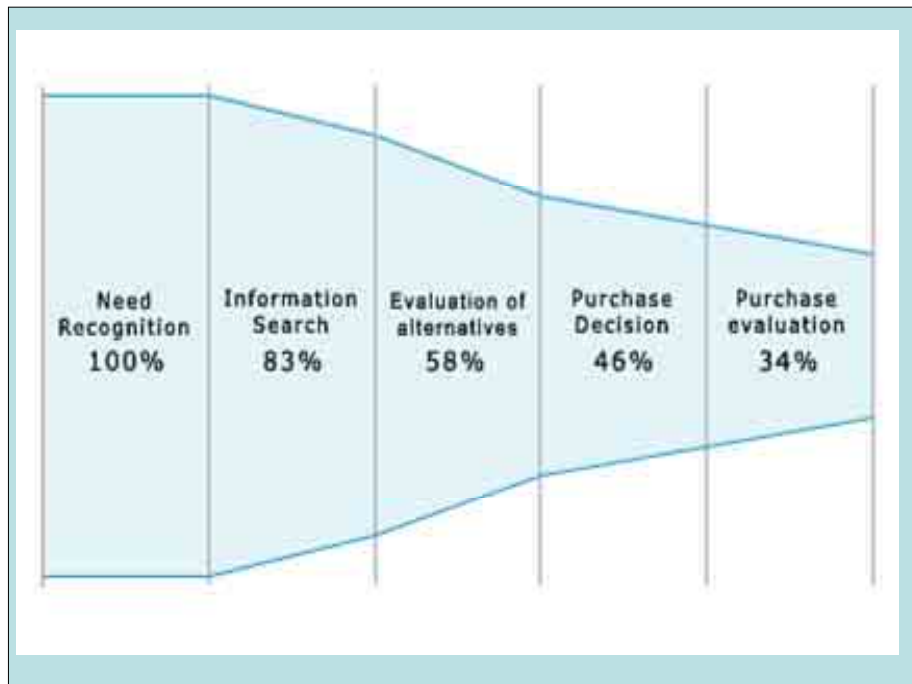 Need
Recognition
100%
Information
Search
83%
Evaluation of
alternatives
58%
Purchase
Decision
46%
Purchase
evaluation
34%